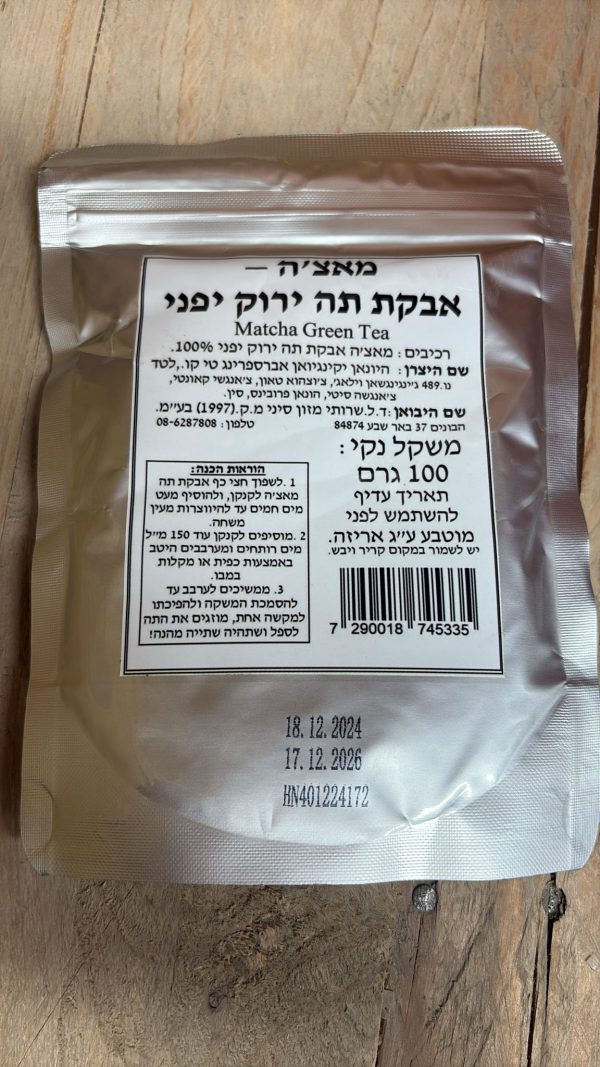 מאצ׳ה –
אבקת תה ירוק יפני
Matcha Green Tea
רכיבים: מאצ׳ה אבקת תה ירוק יפני 100%.
שם היצרן: היונאן יקינגיואן אברספרינג טי קו., לטד
נו. 489 ג׳יינגינגשאן וילאג׳, צ׳וצהוא טאון, צ׳אנגשי קאונטי,
צ׳אנגשה סיטי, הונאן פרובינס, סין.
שם היבואן: ד.ל.שרותי מזון סיני מ.ק.(1997) בע״מ.
הבונים 37 באר שבע 84874 טלפון: 08-6287808
משקל נקי:
100 גרם
תאריך עדיף
להשתמש לפני
מוטבע ע״ג אריזה.
יש לשמור במקום קריר ויבש.
הוראות הכנה:
1. לשפוך חצי כף אבקת תה
מאצ׳ה לקנקן, ולהוסיף מעט
מים חמים עד להיווצרות מעין
משחה.
2. מוסיפים לקנקן עוד 150 מ״ל
מים רותחים ומערבבים היטב
באמצעות כפית או מקלות
במבו.
3. ממשיכים לערבב עד
להסמכת המשקה ולהפיכתו
למקשה אחת, מוזגים את התה
לספל ושתהיה שתייה מהנה!
7 290018 745335
18.12.2024
17.12.2026
HN401224172